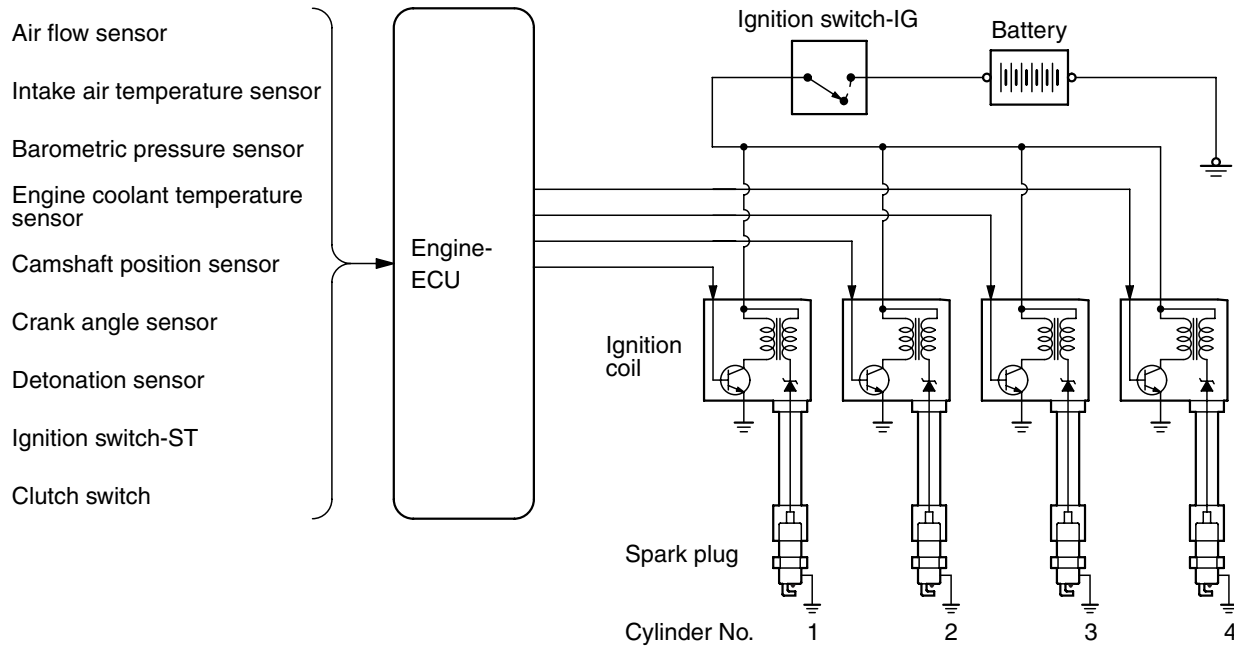 Air flow sensor
Intake air temperature sensor
Barometric pressure sensor
Engine coolant temperature
sensor
Camshaft position sensor
Crank angle sensor
Detonation sensor
Ignition switch-ST
Clutch switch
Engine-
ECU
Ignition switch-IG
Battery
Ignition
coil
Spark plug
Cylinder No. 1 2 3 4